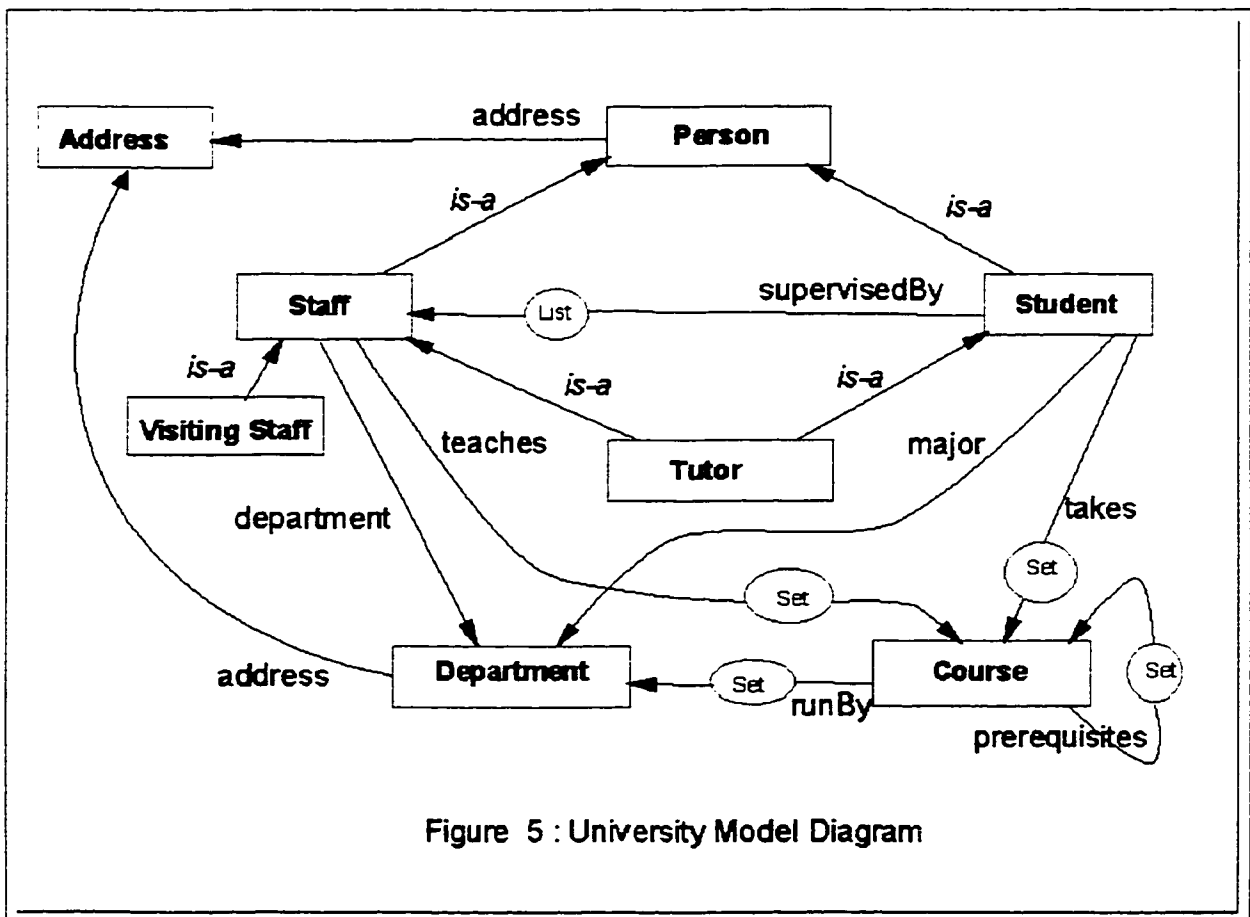 address
Address
Person
is-a
is-a
supervisedBy
Staff
List
Student
is-a
is-a
is-a
Visiting Staff
teaches
major
Tutor
department
takes
Set
Set
address
Department
Set
Course
Set
runBy
prerequisites
Figure 5 : University Model Diagram